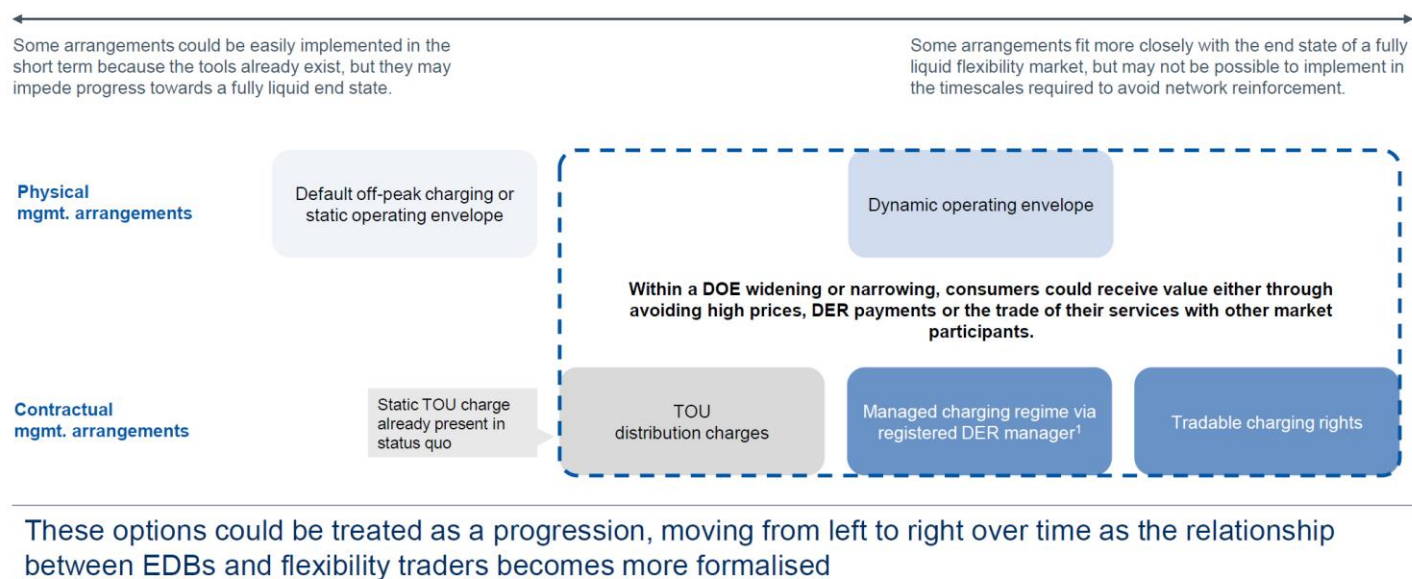 Some arrangements could be easily implemented in the
short term because the tools already exist, but they may
impede progress towards a fully liquid end state.
Some arrangements fit more closely with the end state of a fully
liquid flexibility market, but may not be possible to implement in
the timescales required to avoid network reinforcement.
Physical
mgmt. arrangements
Default off-peak charging or
static operating envelope
Dynamic operating envelope
Within a DOE widening or narrowing, consumers could receive value either through
avoiding high prices, DER payments or the trade of their services with other market
participants.
Contractual
mgmt. arrangements
Static TOU charge
already present in
status quo
TOU
distribution charges
Managed charging regime via
registered DER manager¹
Tradable charging rights
These options could be treated as a progression, moving from left to right over time as the relationship
between EDBs and flexibility traders becomes more formalised